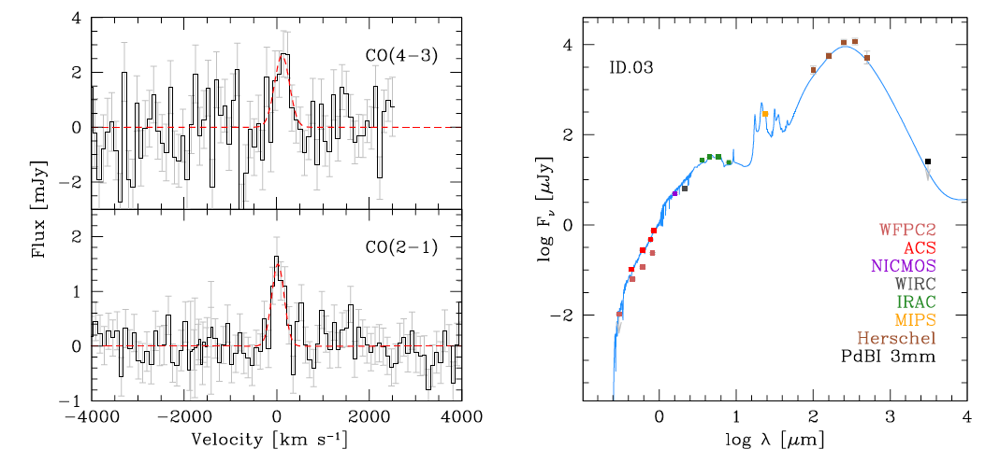 CO(4−3)
4
2
0
−2
CO(2−1)
2
1
0
−1
Flux [mJy]
−4000 −2000 0 2000 4000
Velocity [km s⁻¹]
ID.03
4
2
0
−2
log Fν [μJy]
WFPC2
ACS
NICMOS
WIRC
IRAC
MIPS
Herschel
PdBI 3mm
0 1 2 3 4
log λ [μm]